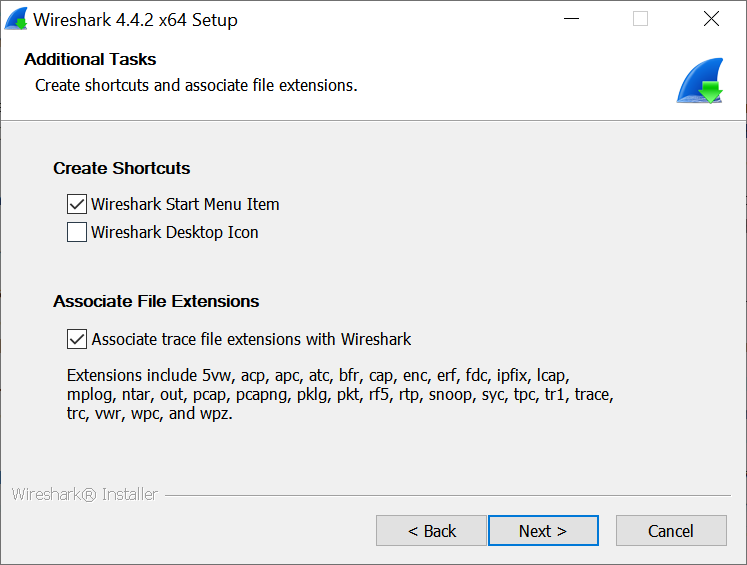 Wireshark 4.4.2 x64 Setup
Additional Tasks
Create shortcuts and associate file extensions.
Create Shortcuts
Wireshark Start Menu Item
Wireshark Desktop Icon
Associate File Extensions
Associate trace file extensions with Wireshark
Extensions include 5vw, acp, apc, atc, bfr, cap, enc, erf, fdc, ipfix, lcap,
mplog, ntar, out, pcap, pcapng, pklg, pkt, rf5, rtp, snoop, syc, tpc, tr1, trace,
trc, vwr, wpc, and wpz.
Wireshark® Installer
< Back
Next >
Cancel